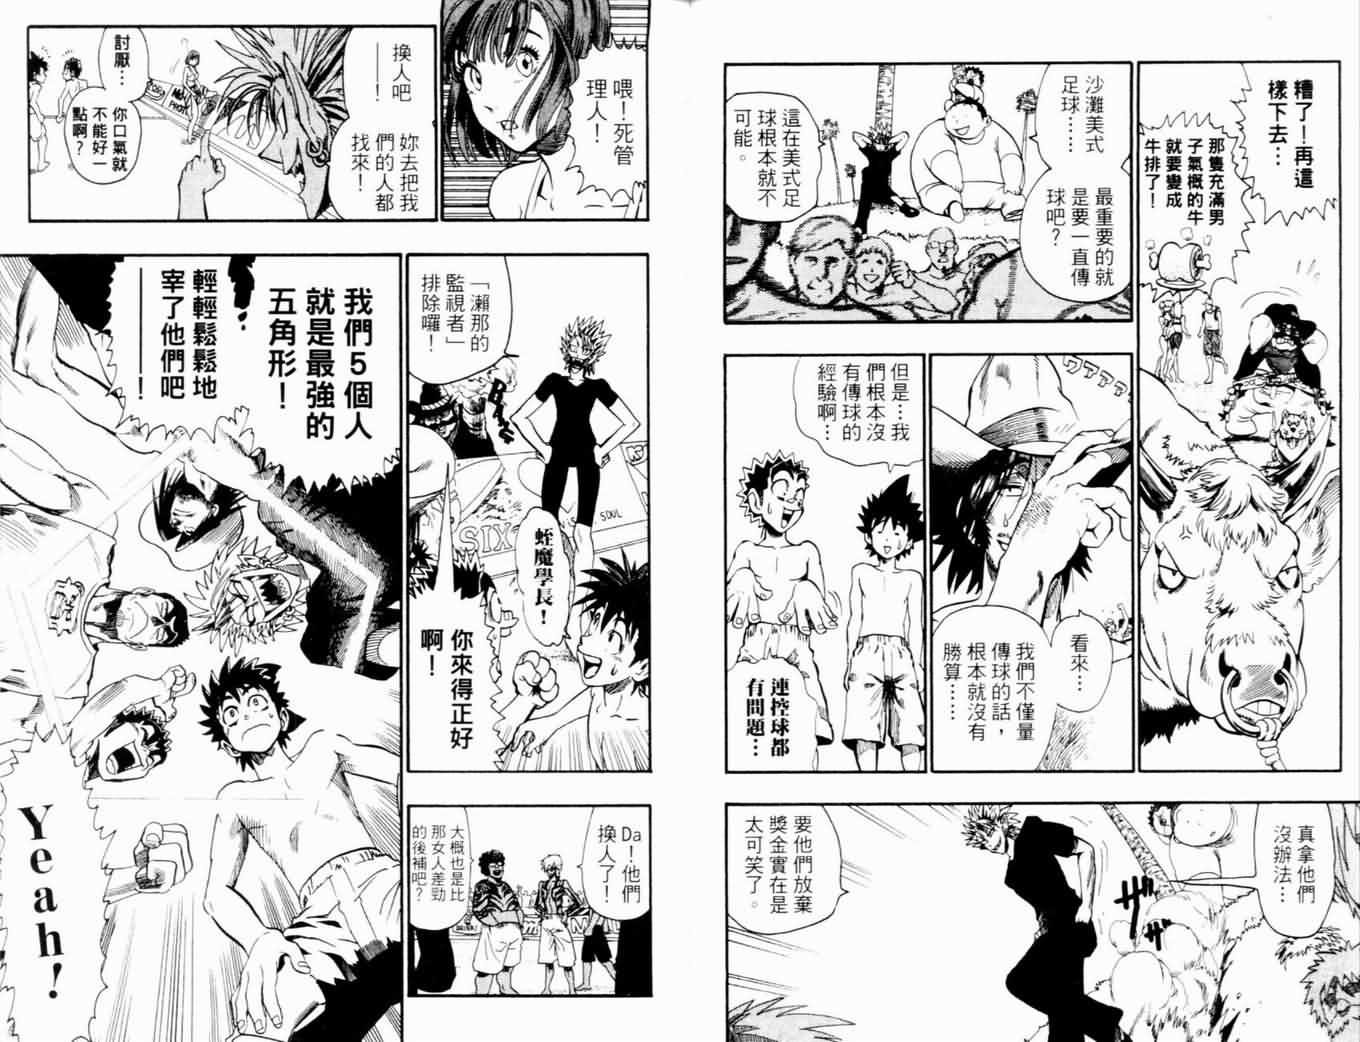 糟了!再這
樣下去…
那隻充滿男
子氣概的牛
就要變成
牛排了!
沙灘美式
足球……
最重要的就
是要一直傳
球吧?
這在美式足
球根本就不
可能。
ワァァァァ
看來…
我們不僅量
傳球的話,
根本就沒有
勝算……
但是…我
們根本沒
有傳球的
經驗啊…
連控球都
有問題…
真拿他們
沒辦法…
ザッ
要他們放棄
獎金實在是
太可笑了。
喂!死管
理人!
換人吧
──!
妳去把我
們的人都
找來!
討厭…
你口氣就
不能好一
點啊?
「瀨那的
監視者」
排除囉!
SIX
SOUL
蛭魔學長!
你來得正好
啊!
Da!他們
換人了!
大概也是比
那女人差勁
的後補吧?
我們5個人
就是最強的
五角形!
輕輕鬆鬆地
宰了他們吧
──!
Yeah!